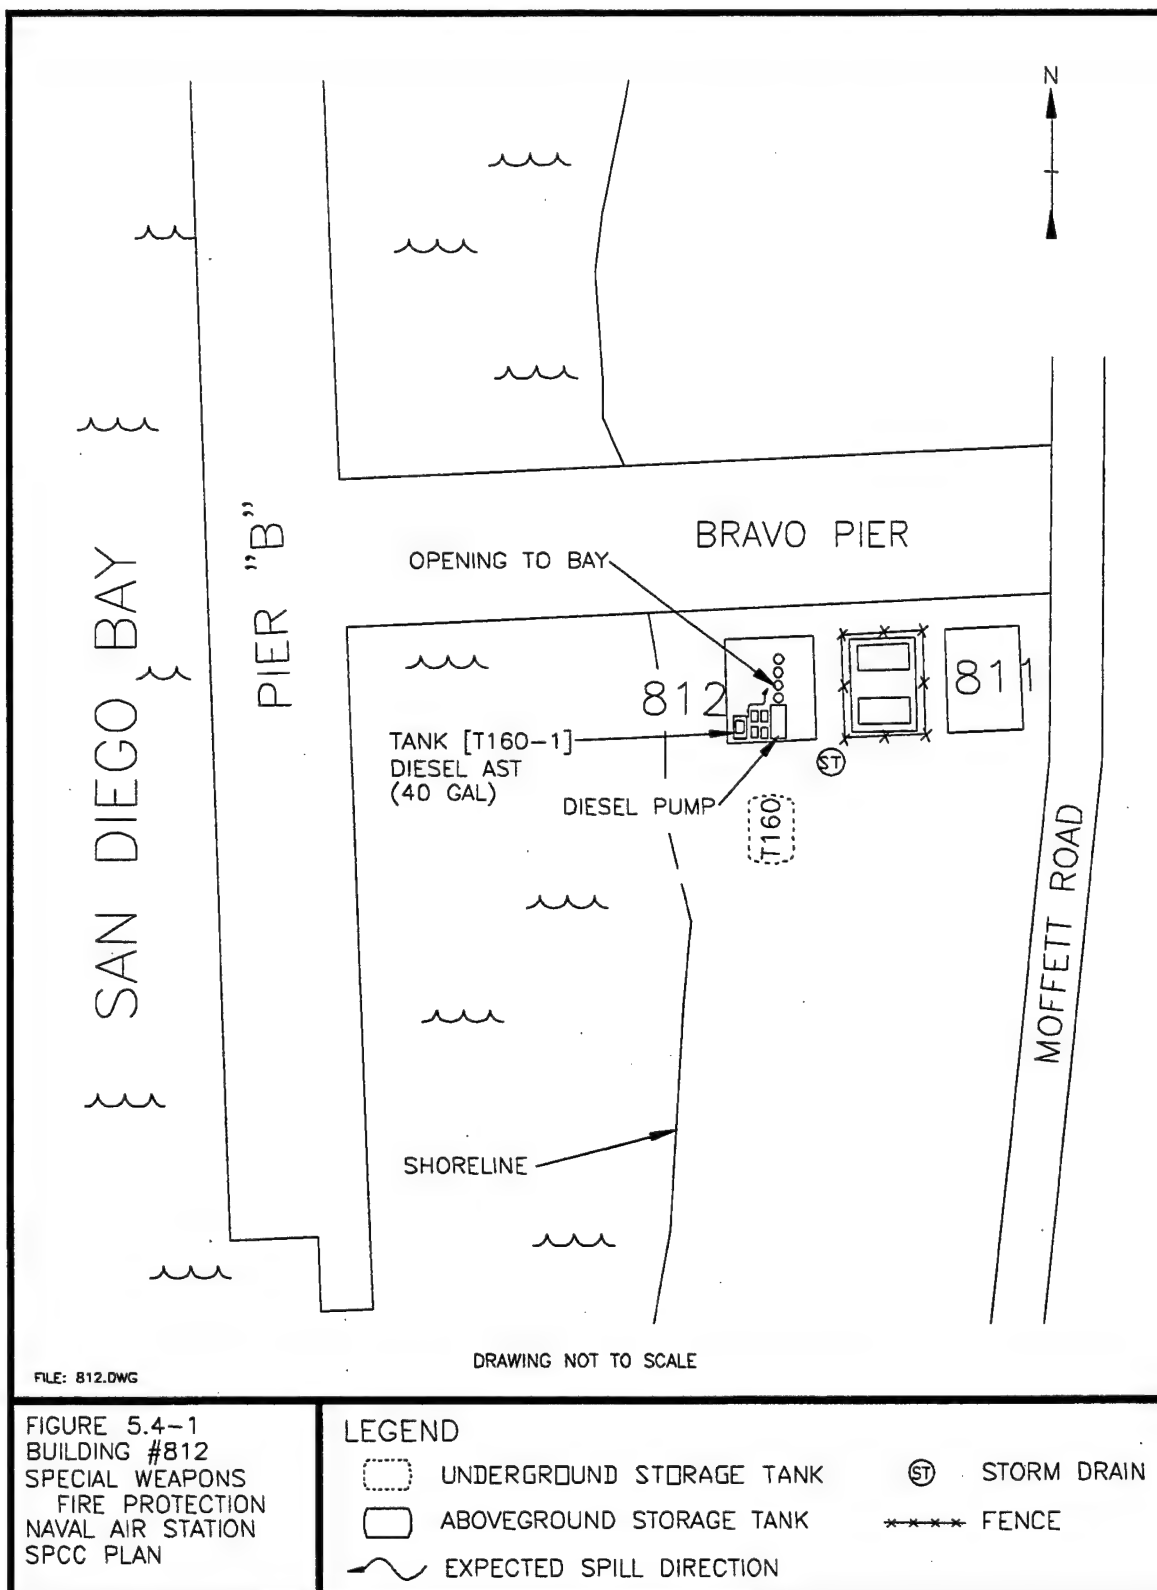 N
SAN DIEGO BAY
PIER "B"
BRAVO PIER
OPENING TO BAY
812
811
TANK [T160-1]
DIESEL AST
(40 GAL)
DIESEL PUMP
ST
T160
MOFFETT ROAD
SHORELINE
DRAWING NOT TO SCALE
FILE: 812.DWG
FIGURE 5.4-1
BUILDING #812
SPECIAL WEAPONS
FIRE PROTECTION
NAVAL AIR STATION
SPCC PLAN
LEGEND
UNDERGROUND STORAGE TANK
ABOVEGROUND STORAGE TANK
EXPECTED SPILL DIRECTION
ST STORM DRAIN
FENCE